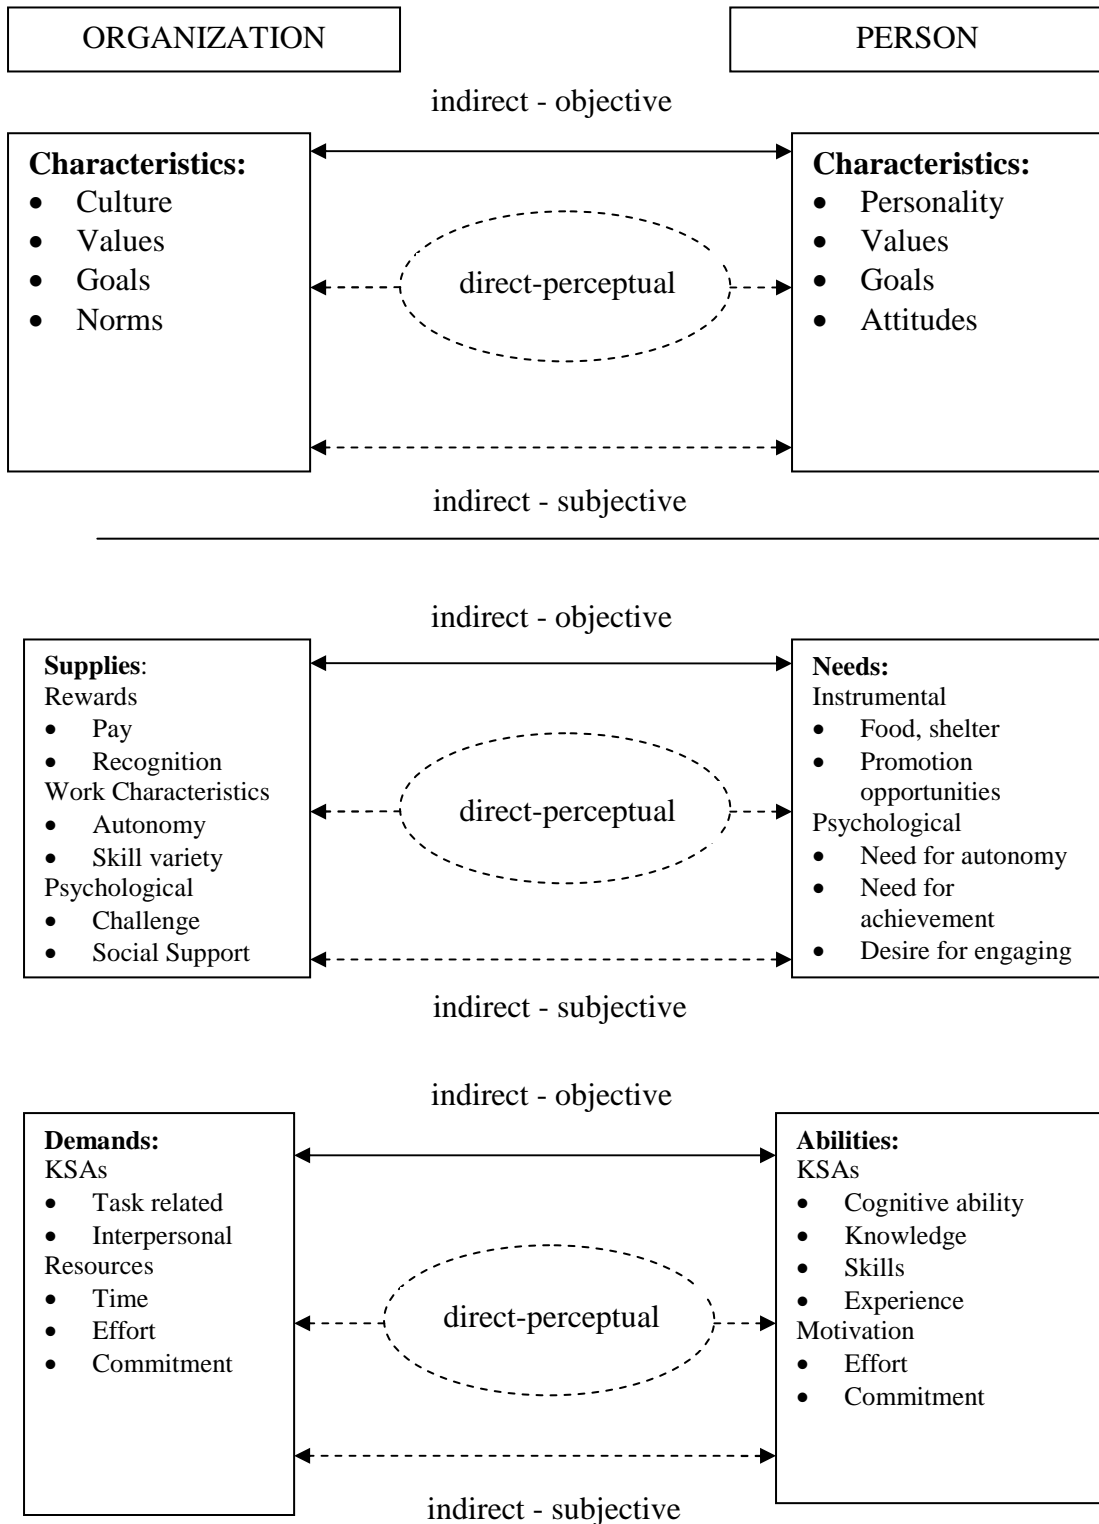 ORGANIZATION
PERSON
indirect - objective
Characteristics:
• Culture
• Values
• Goals
• Norms
direct-perceptual
Characteristics:
• Personality
• Values
• Goals
• Attitudes
indirect - subjective
indirect - objective
Supplies:
Rewards
• Pay
• Recognition
Work Characteristics
• Autonomy
• Skill variety
Psychological
• Challenge
• Social Support
direct-perceptual
Needs:
Instrumental
• Food, shelter
• Promotion
opportunities
Psychological
• Need for autonomy
• Need for
achievement
• Desire for engaging
indirect - subjective
indirect - objective
Demands:
KSAs
• Task related
• Interpersonal
Resources
• Time
• Effort
• Commitment
direct-perceptual
Abilities:
KSAs
• Cognitive ability
• Knowledge
• Skills
• Experience
Motivation
• Effort
• Commitment
indirect - subjective